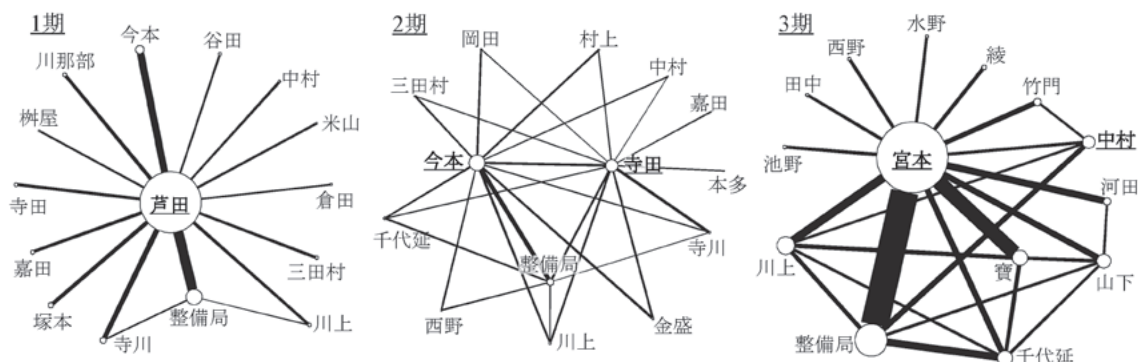 1期
今本
谷田
川那部
中村
桝屋
米山
芦田
寺田
倉田
嘉田
三田村
塚本
整備局
川上
寺川
2期
岡田
村上
三田村
中村
嘉田
今本
寺田
本多
千代延
寺川
整備局
西野
金盛
川上
3期
水野
西野
綾
田中
竹門
中村
池野
宮本
河田
川上
寶
山下
整備局
千代延